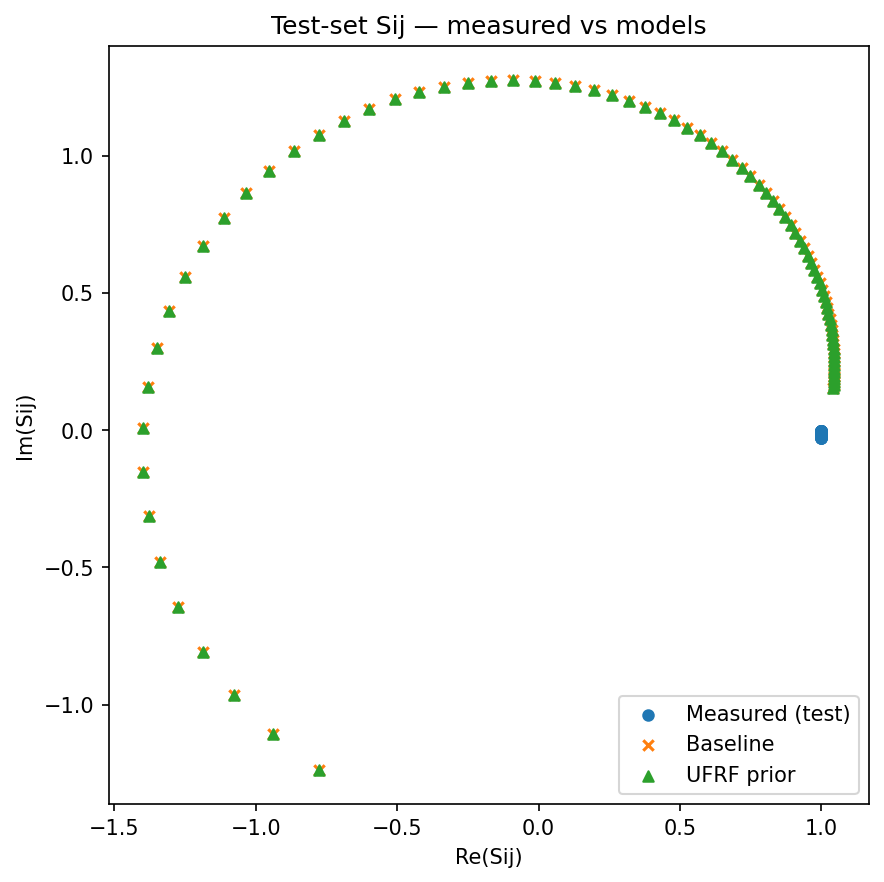 Test-set Sij — measured vs models
Im(Sij)
1.0
0.5
0.0
−0.5
−1.0
−1.5
−1.0
−0.5
0.0
0.5
1.0
Re(Sij)
Measured (test)
Baseline
UFRF prior